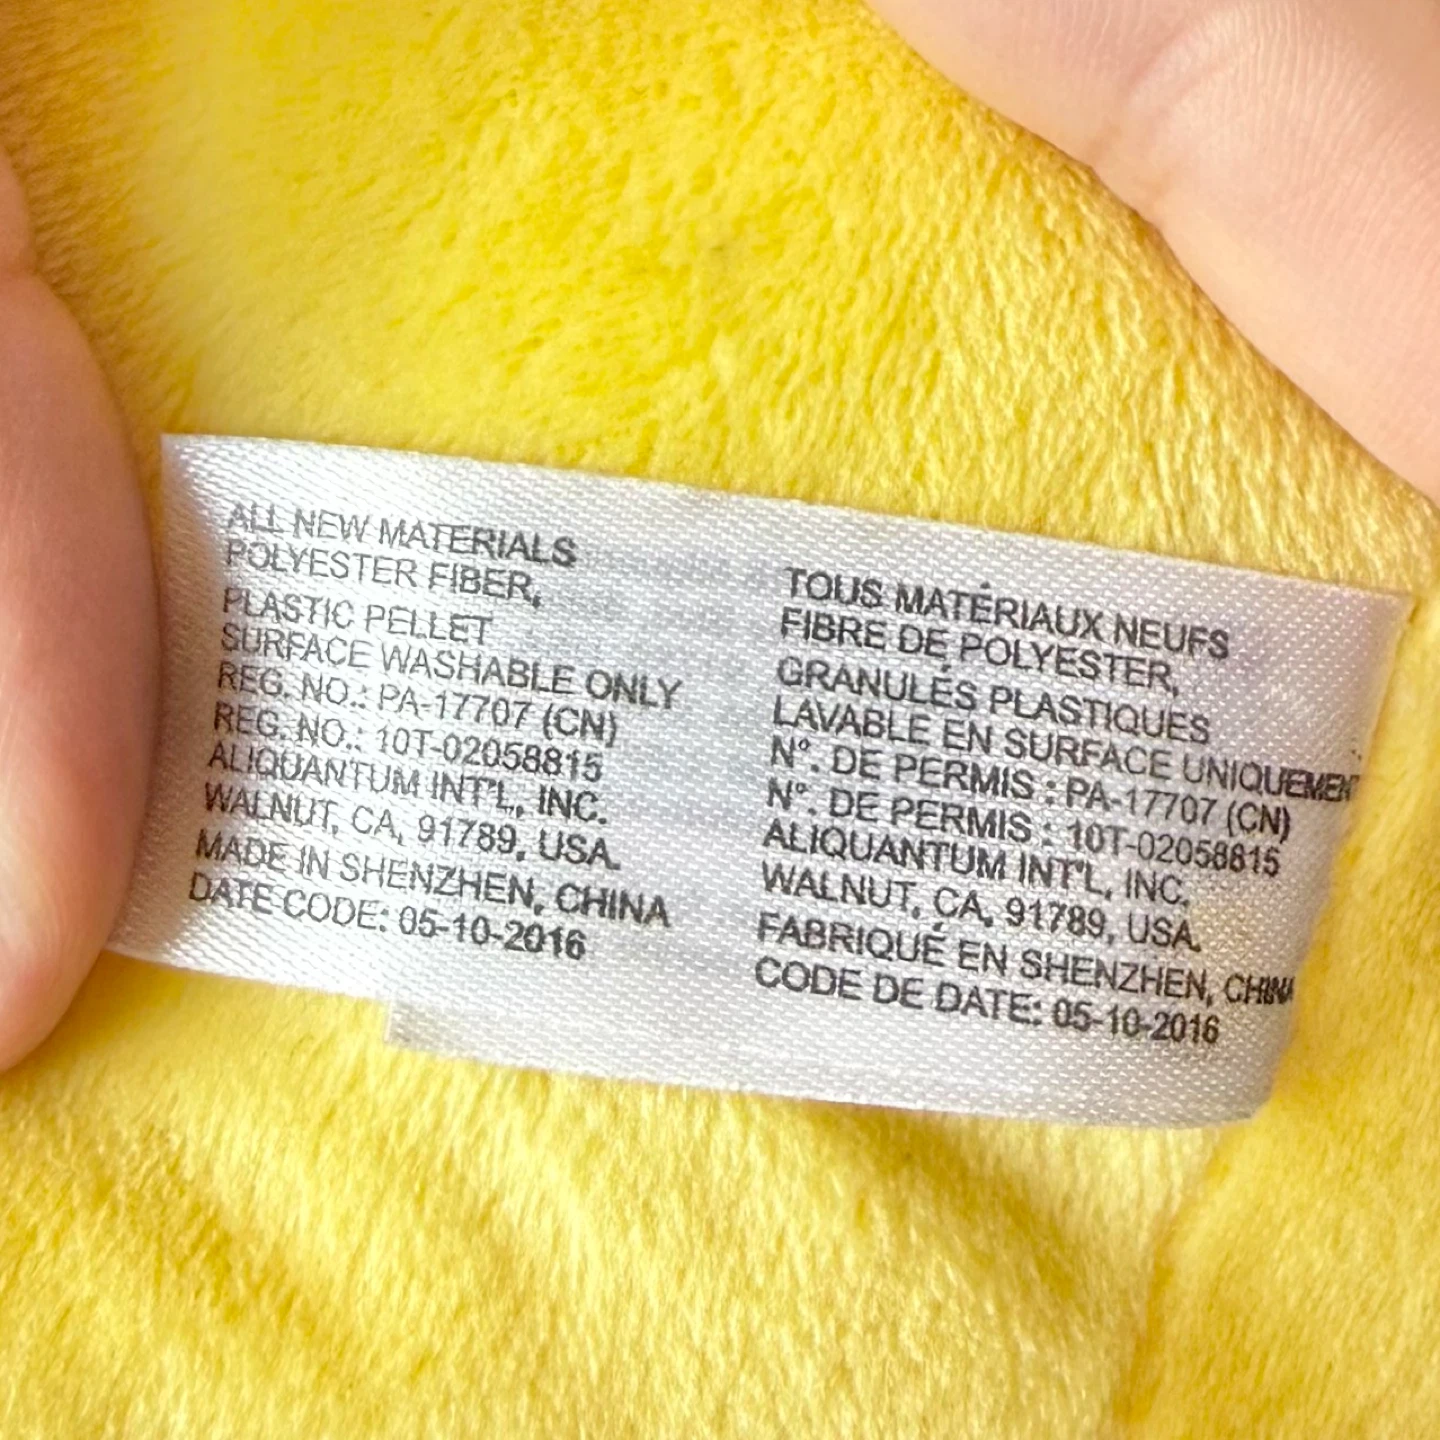 ALL NEW MATERIALS
POLYESTER FIBER,
PLASTIC PELLET
SURFACE WASHABLE ONLY
REG. NO.: PA-17707 (CN)
REG. NO.: 10T-02058815
ALIQUANTUM INT'L, INC.
WALNUT, CA, 91789, USA.
MADE IN SHENZHEN, CHINA
DATE CODE: 05-10-2016
TOUS MATÉRIAUX NEUFS
FIBRE DE POLYESTER,
GRANULÉS PLASTIQUES
LAVABLE EN SURFACE UNIQUEMENT
N°. DE PERMIS : PA-17707 (CN)
N°. DE PERMIS : 10T-02058815
ALIQUANTUM INT'L, INC.
WALNUT, CA, 91789, USA.
FABRIQUÉ EN SHENZHEN, CHINA
CODE DE DATE: 05-10-2016